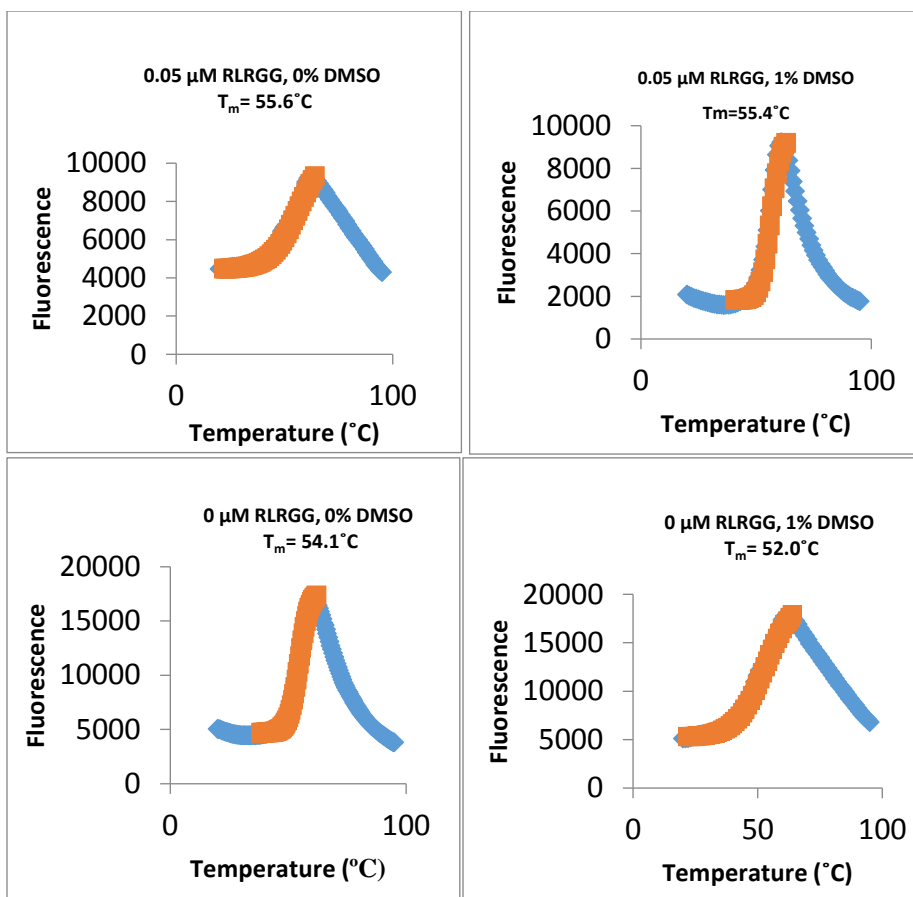 0.05 µM RLRGG, 0% DMSO
Tm= 55.6˚C
10000
8000
6000
4000
2000
0
0
100
Fluorescence
Temperature (˚C)
0.05 µM RLRGG, 1% DMSO
Tm=55.4˚C
10000
8000
6000
4000
2000
0
0
100
Fluorescence
Temperature (˚C)
0 µM RLRGG, 0% DMSO
Tm= 54.1˚C
20000
15000
10000
5000
0
0
100
Fluorescence
Temperature (ºC)
0 µM RLRGG, 1% DMSO
Tm= 52.0˚C
20000
15000
10000
5000
0
0
50
100
Fluorescence
Temperature (˚C)